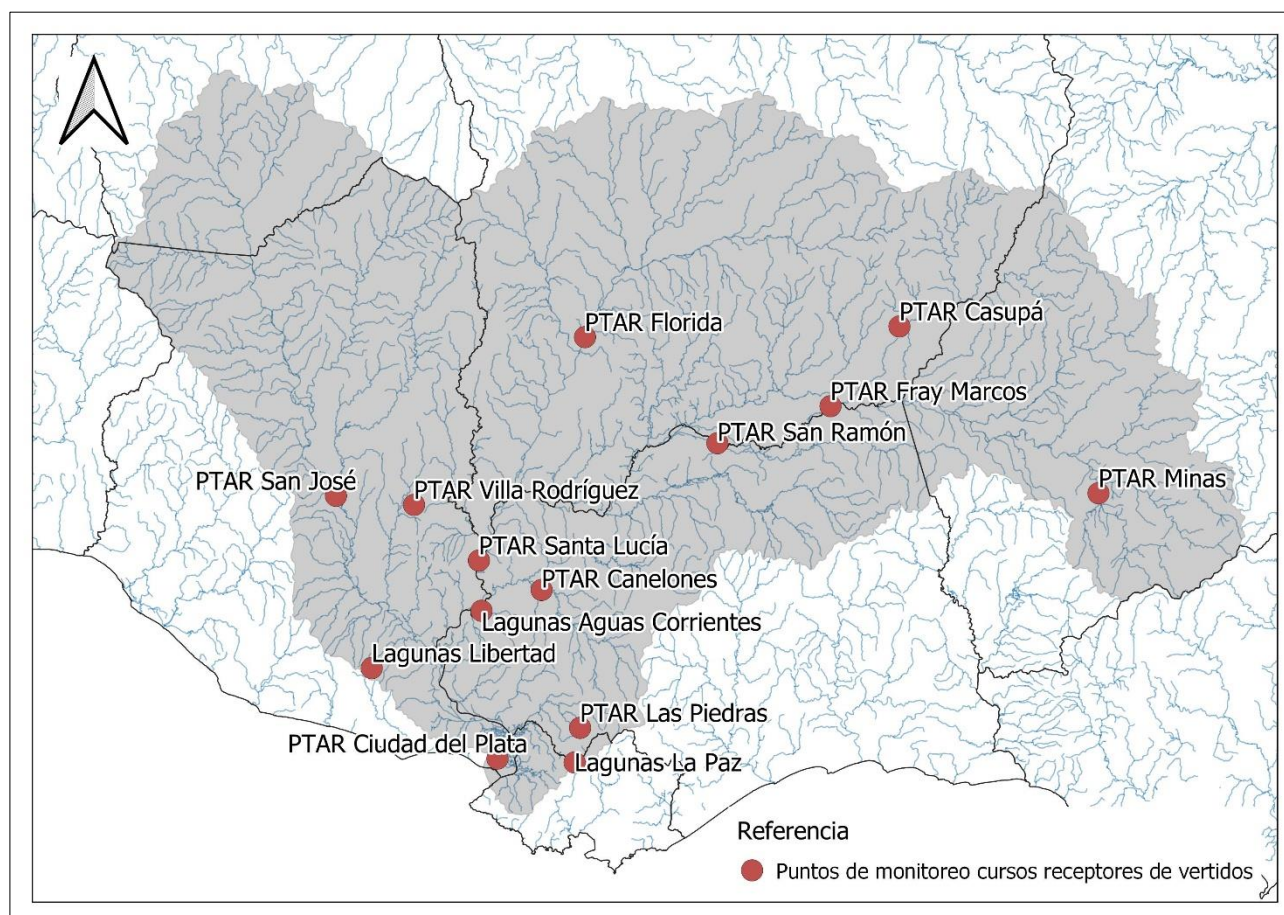 PTAR Casupá
PTAR Florida
PTAR Fray Marcos
PTAR San Ramón
PTAR San José
PTAR Villa Rodríguez
PTAR Minas
PTAR Santa Lucía
PTAR Canelones
Lagunas Aguas Corrientes
Lagunas Libertad
PTAR Las Piedras
PTAR Ciudad del Plata
Lagunas La Paz
Referencia
Puntos de monitoreo cursos receptores de vertidos